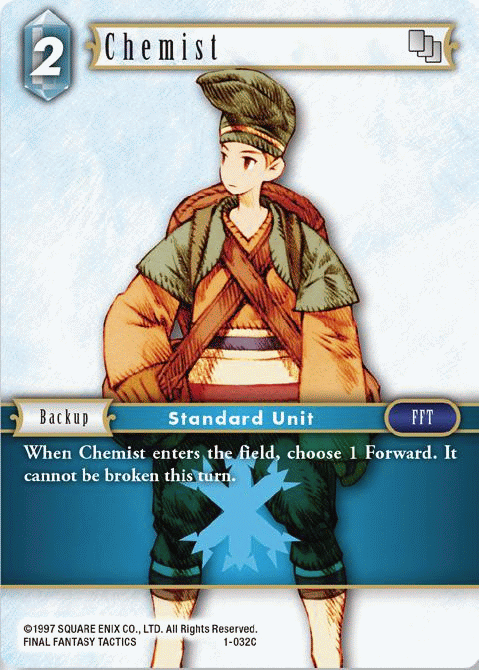 2
Chemist
Backup
Standard Unit
FFT
When Chemist enters the field, choose 1 Forward. It
cannot be broken this turn.
©1997 SQUARE ENIX CO., LTD. All Rights Reserved.
FINAL FANTASY TACTICS
1-032C